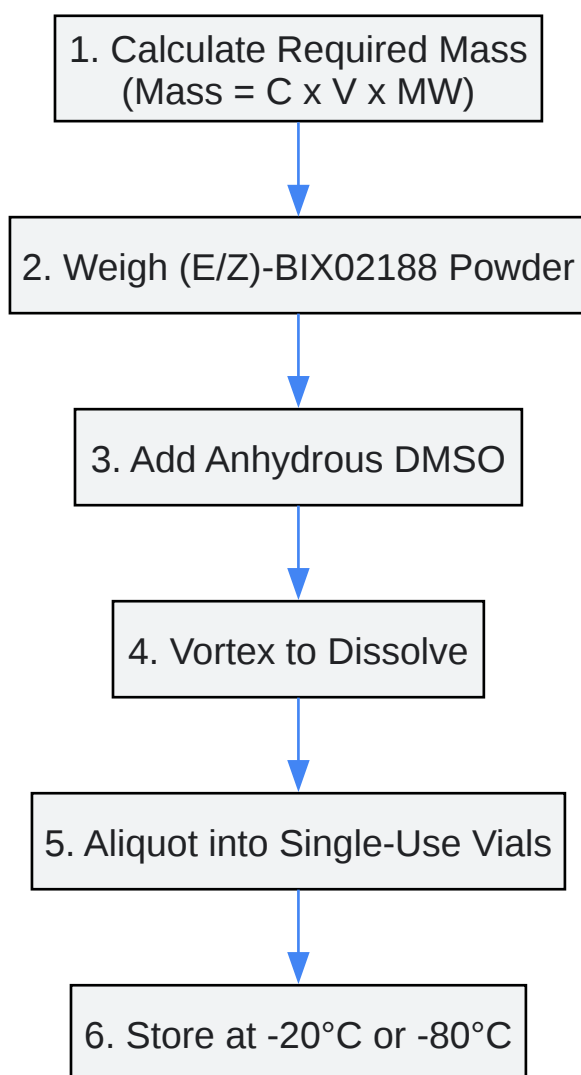 1. Calculate Required Mass
(Mass = C x V x MW)
2. Weigh (E/Z)-BIX02188 Powder
3. Add Anhydrous DMSO
4. Vortex to Dissolve
5. Aliquot into Single-Use Vials
6. Store at -20°C or -80°C